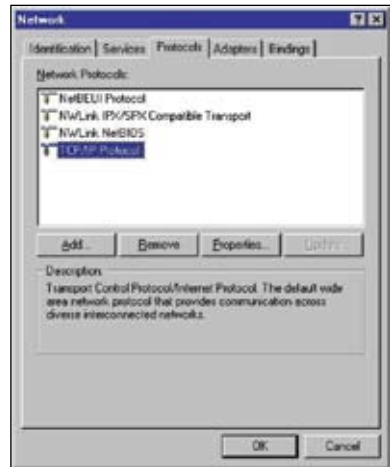 Network
Identification Services Protocols Adapters Bindings
Network Protocols:
NetBEUI Protocol
NWLink IPX/SPX Compatible Transport
NWLink NetBIOS
TCP/IP Protocol
Add... Remove Properties... Update...
Description:
Transport Control Protocol/Internet Protocol. The default wide
area network protocol that provides communication across
diverse interconnected networks.
OK Cancel